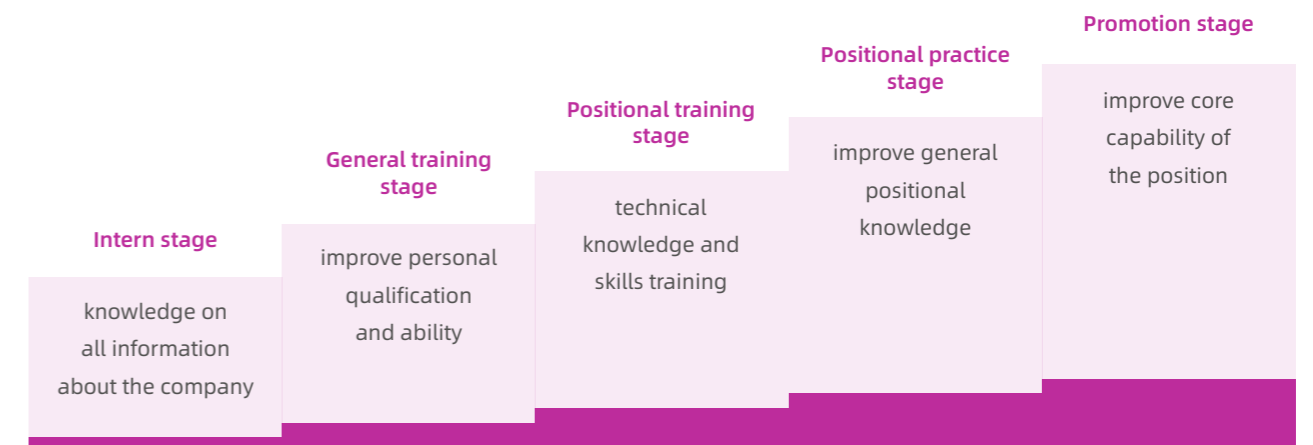 Intern stage
knowledge on
all information
about the company
General training
stage
improve personal
qualification
and ability
Positional training
stage
technical
knowledge and
skills training
Positional practice
stage
improve general
positional
knowledge
Promotion stage
improve core
capability of
the position